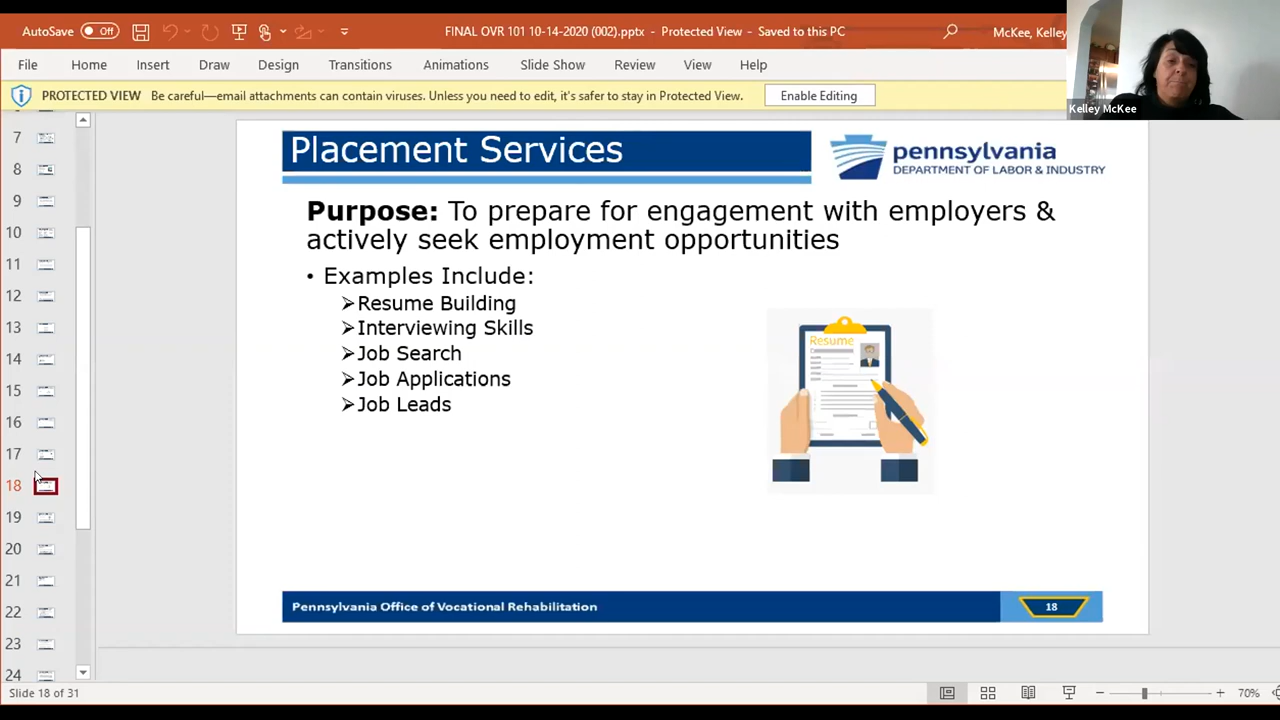 AutoSave Off FINAL OVR 101 10-14-2020 (002).pptx - Protected View - Saved to this PC McKee, Kelley
File Home Insert Draw Design Transitions Animations Slide Show Review View Help
PROTECTED VIEW Be careful—email attachments can contain viruses. Unless you need to edit, it's safer to stay in Protected View. Enable Editing
Kelley McKee
7
8
9
10
11
12
13
14
15
16
17
18
19
20
21
22
23
24
Placement Services
pennsylvania
DEPARTMENT OF LABOR & INDUSTRY
Purpose: To prepare for engagement with employers &
actively seek employment opportunities
• Examples Include:
➢Resume Building
➢Interviewing Skills
➢Job Search
➢Job Applications
➢Job Leads
Resume
Pennsylvania Office of Vocational Rehabilitation 18
Slide 18 of 31 70%